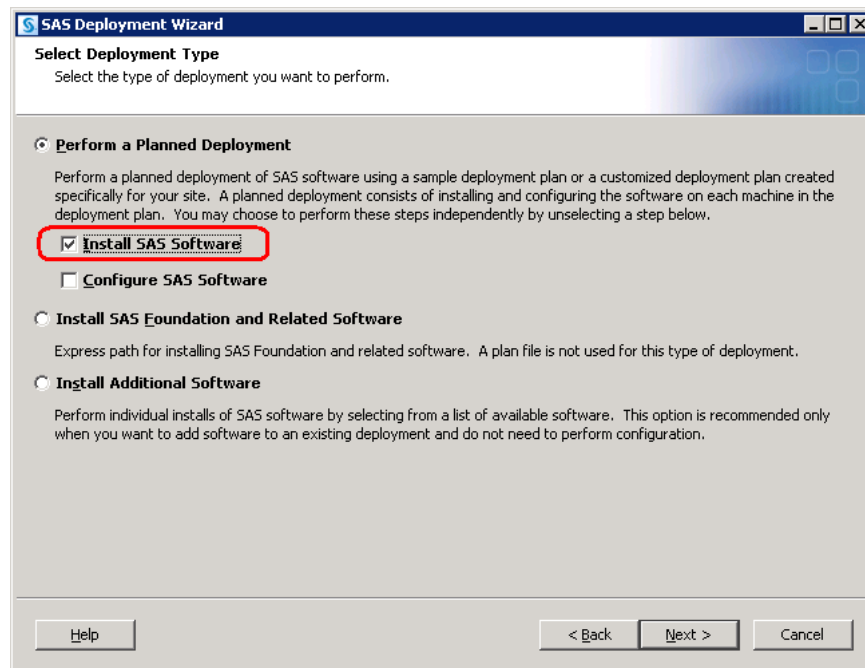 SAS Deployment Wizard
Select Deployment Type
Select the type of deployment you want to perform.
Perform a Planned Deployment
Perform a planned deployment of SAS software using a sample deployment plan or a customized deployment plan created
specifically for your site. A planned deployment consists of installing and configuring the software on each machine in the
deployment plan. You may choose to perform these steps independently by unselecting a step below.
Install SAS Software
Configure SAS Software
Install SAS Foundation and Related Software
Express path for installing SAS Foundation and related software. A plan file is not used for this type of deployment.
Install Additional Software
Perform individual installs of SAS software by selecting from a list of available software. This option is recommended only
when you want to add software to an existing deployment and do not need to perform configuration.
Help
< Back
Next >
Cancel